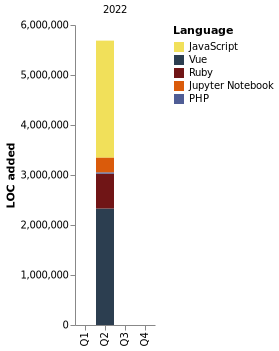 2022
6,000,000
5,000,000
4,000,000
3,000,000
2,000,000
1,000,000
0
LOC added
Q1
Q2
Q3
Q4
Language
JavaScript
Vue
Ruby
Jupyter Notebook
PHP